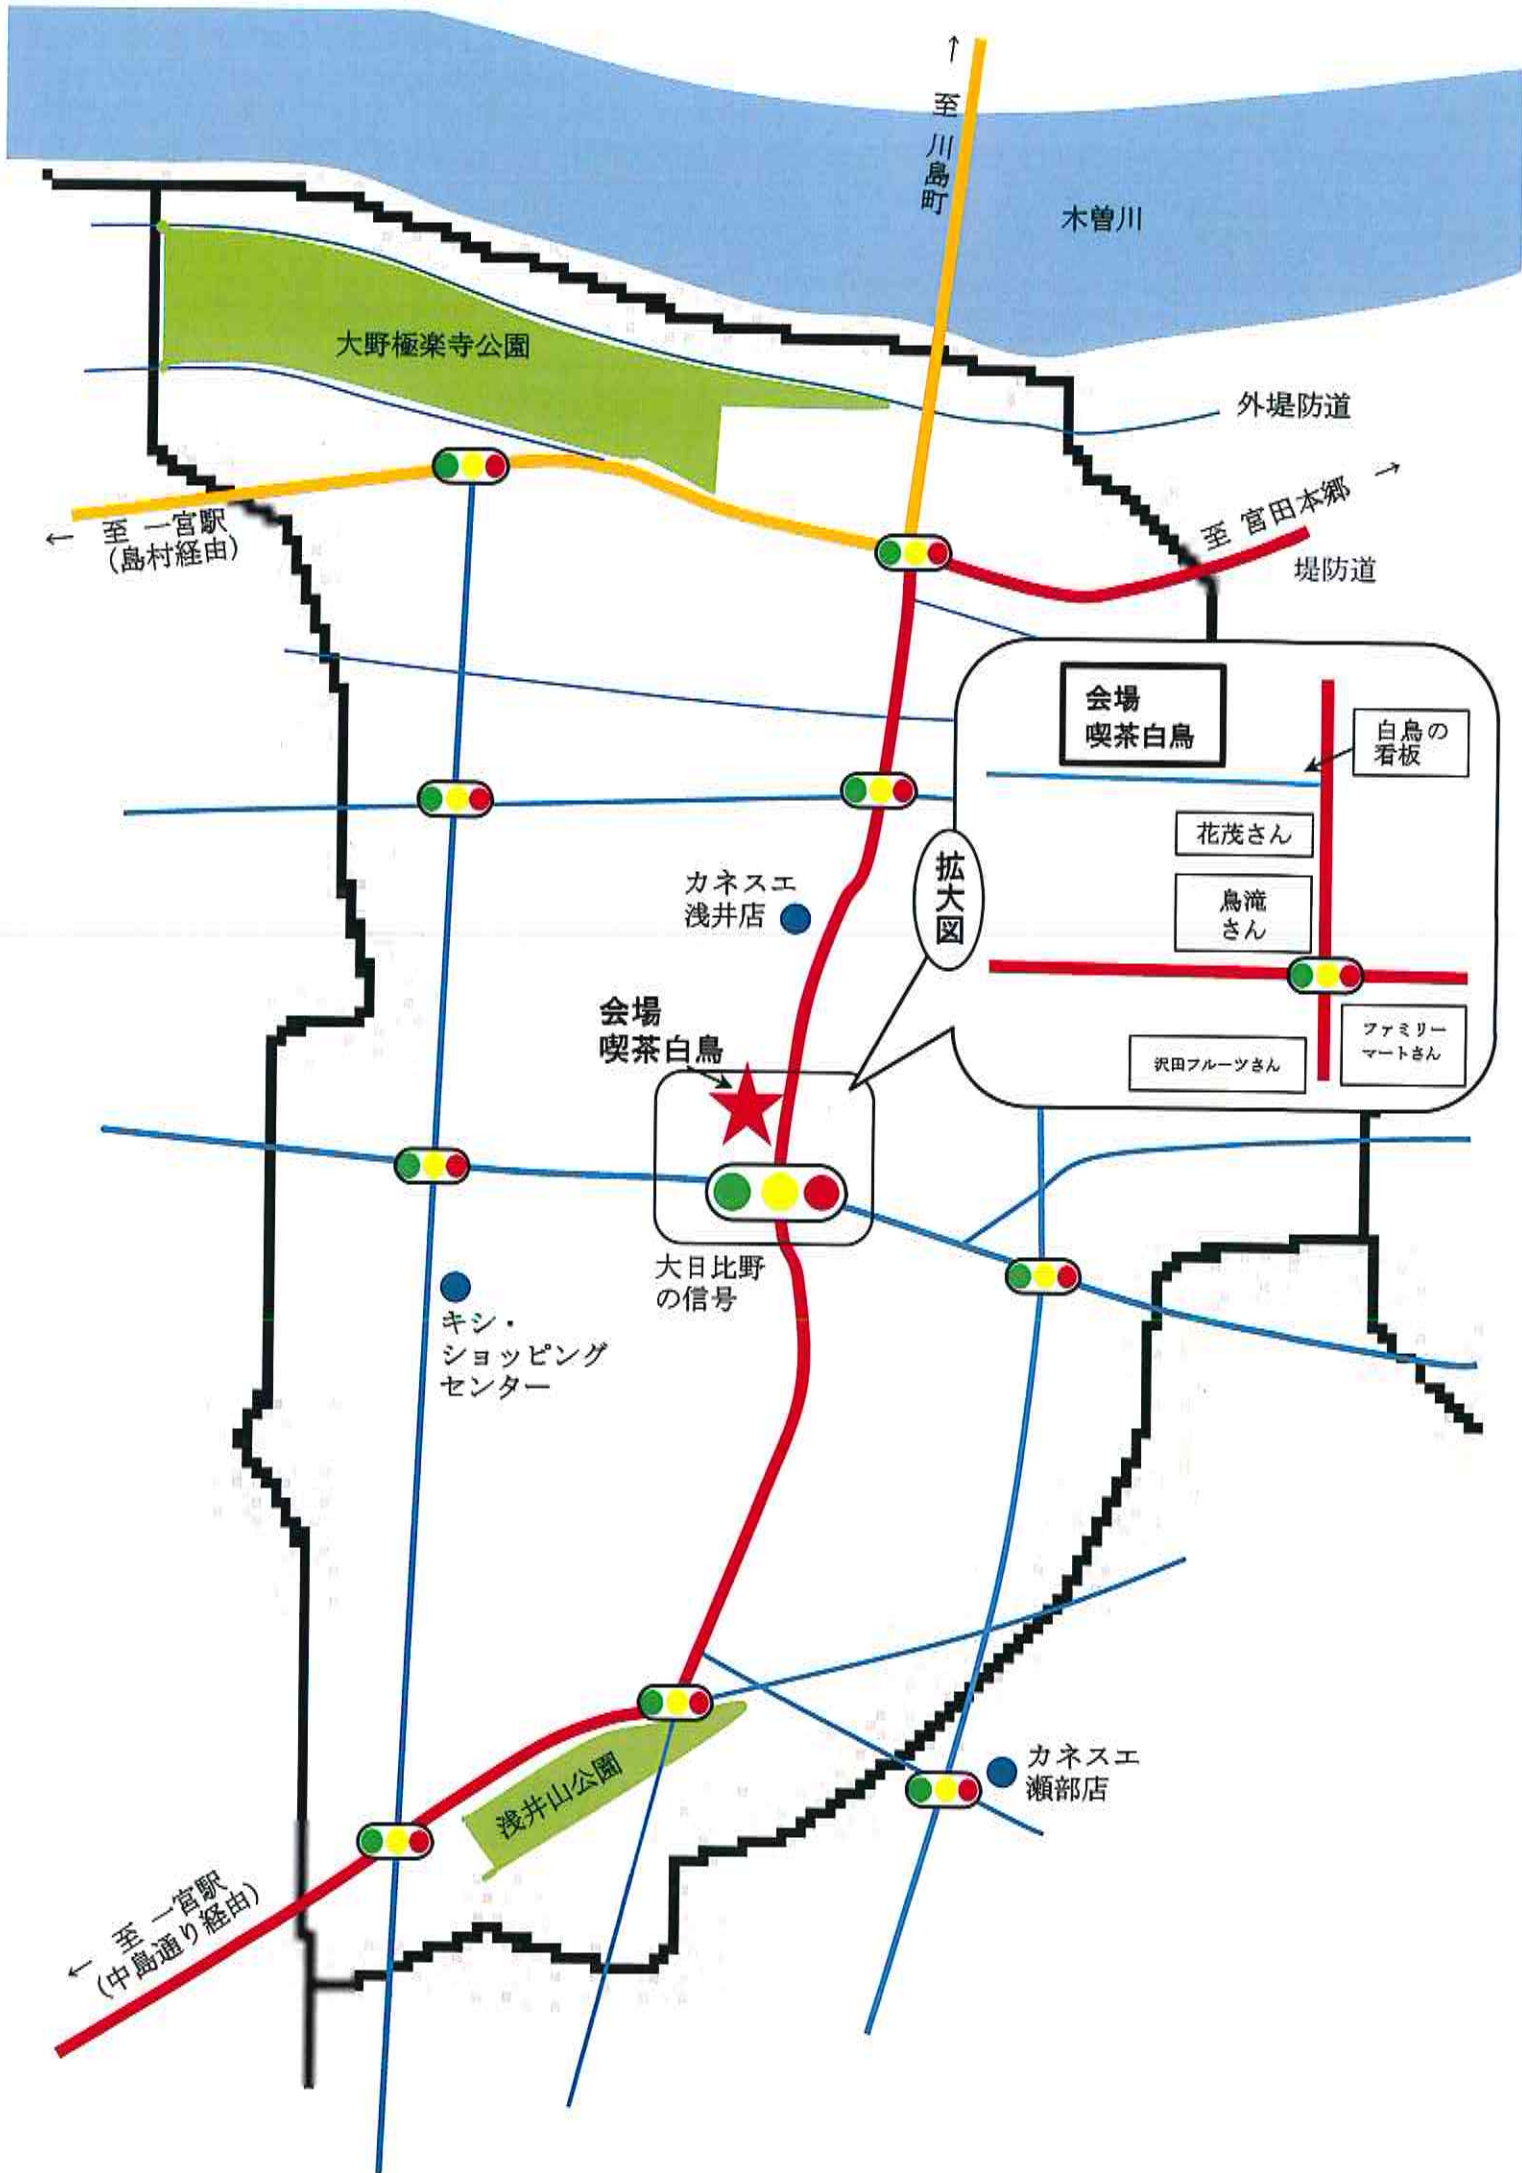 ↑
至 川島町
木曽川
大野極楽寺公園
外堤防道
至 宮田本郷 →
堤防道
← 至 一宮駅
(島村経由)
会場
喫茶白鳥
白鳥の
看板
花茂さん
鳥滝
さん
ファミリー
マートさん
沢田フルーツさん
拡大図
カネスエ
浅井店
会場
喫茶白鳥
大日比野
の信号
キシ・
ショッピング
センター
浅井山公園
カネスエ
瀬部店
← 至 一宮駅
(中島通り経由)